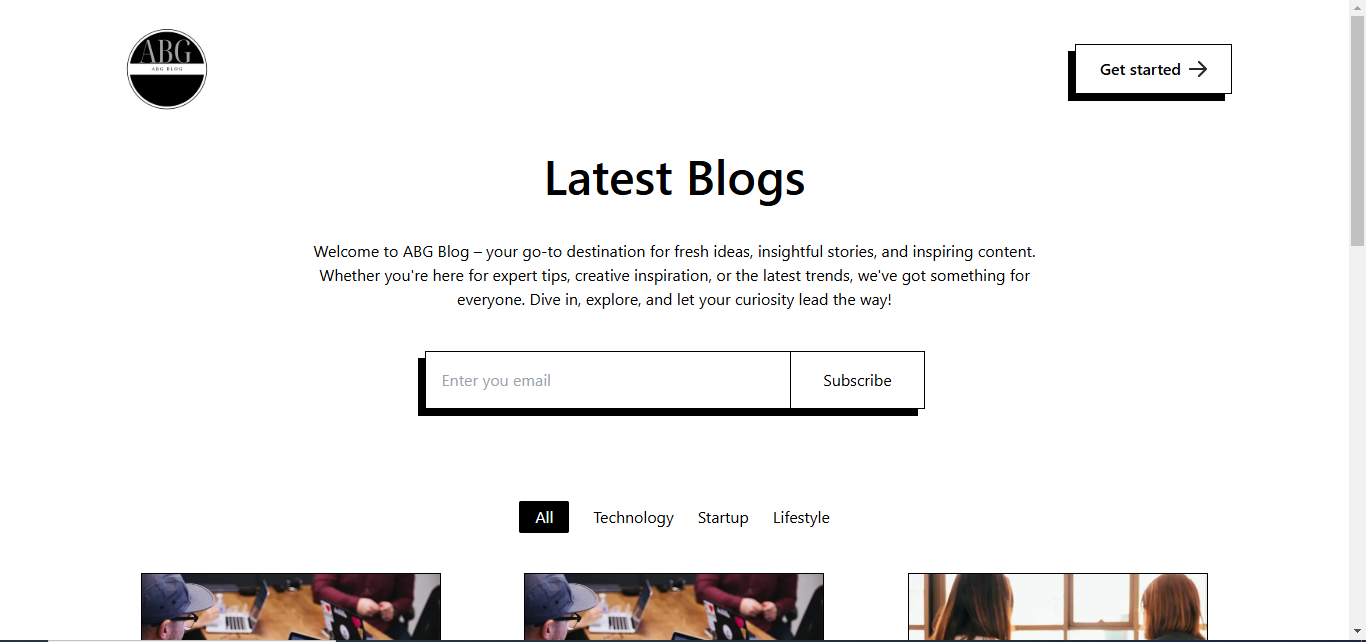 ABG
ABG BLOG
Get started
Latest Blogs
Welcome to ABG Blog – your go-to destination for fresh ideas, insightful stories, and inspiring content.
Whether you're here for expert tips, creative inspiration, or the latest trends, we've got something for
everyone. Dive in, explore, and let your curiosity lead the way!
Enter you email
Subscribe
All
Technology
Startup
Lifestyle